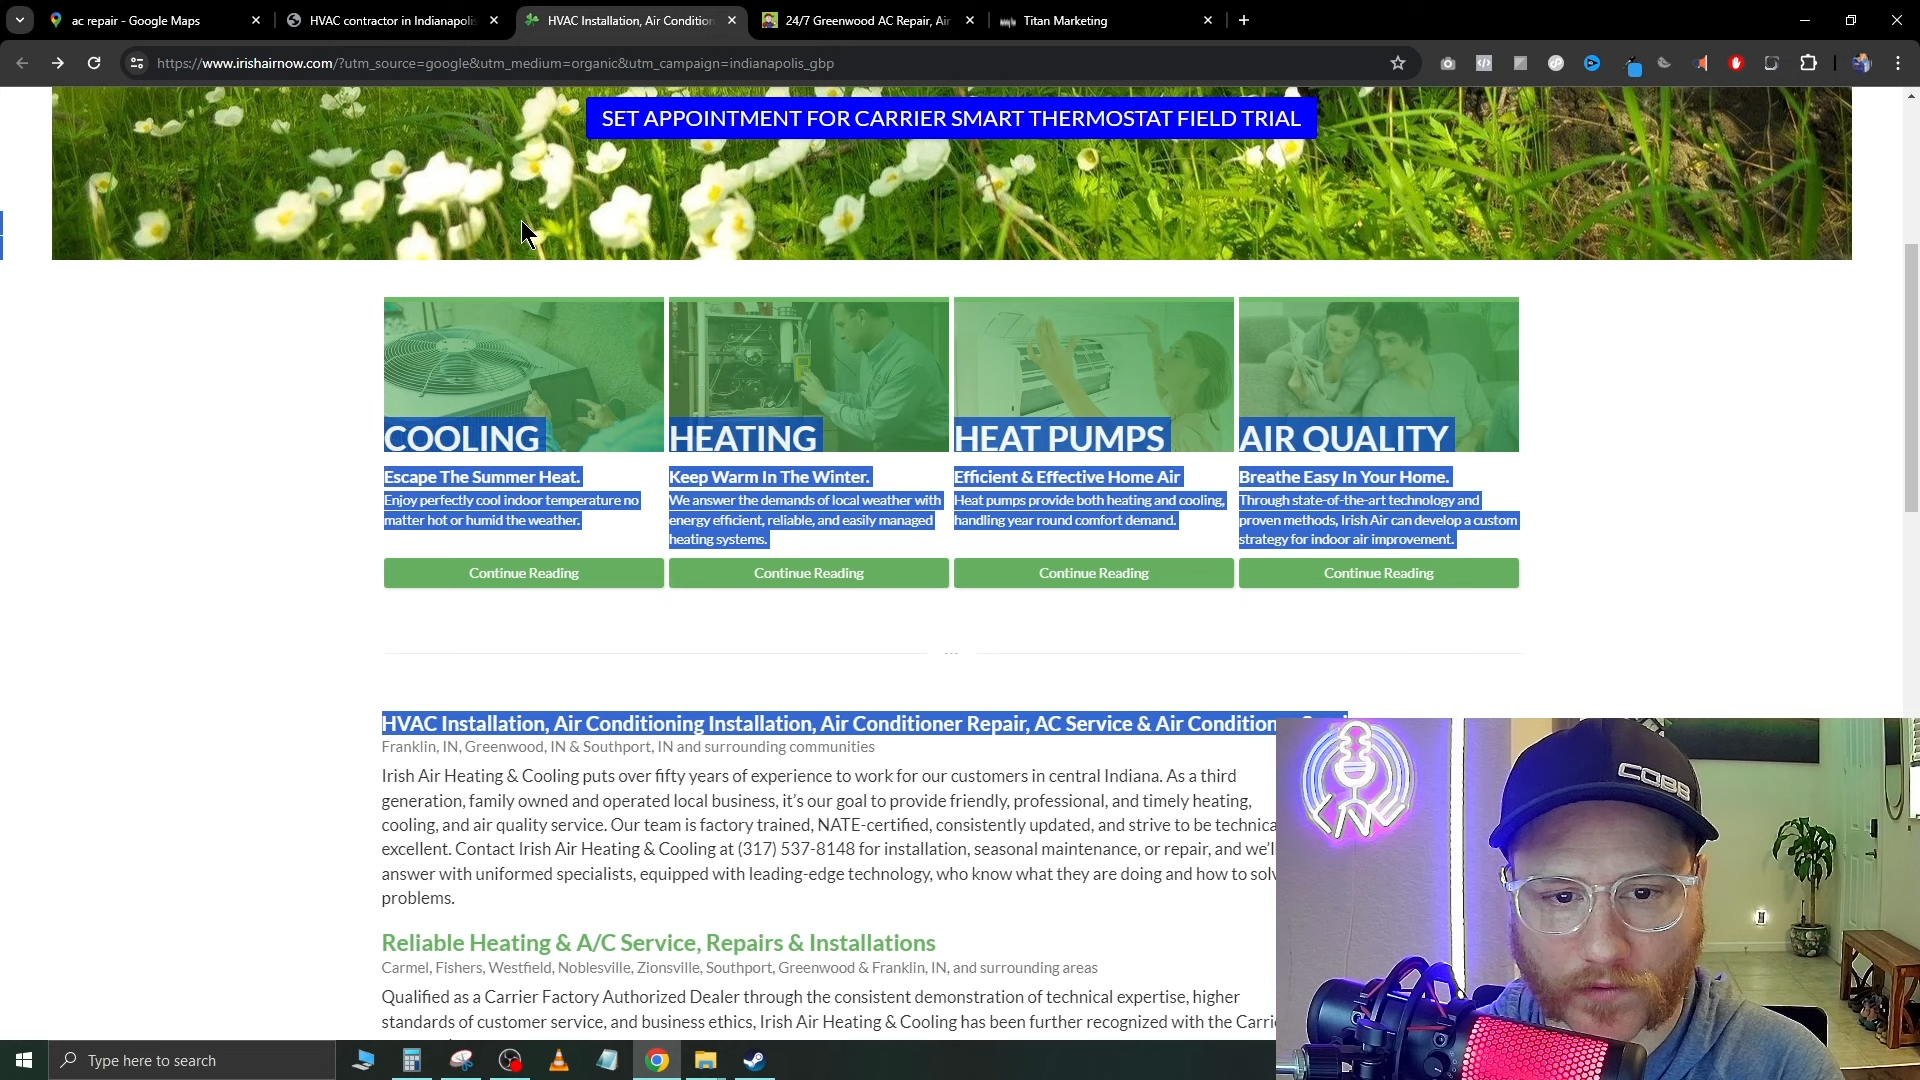 ac repair - Google Maps
HVAC contractor in Indianapolis
HVAC Installation, Air Condition
24/7 Greenwood AC Repair, Air
Titan Marketing
https://www.irishairnow.com/?utm_source=google&utm_medium=organic&utm_campaign=indianapolis_gbp
SET APPOINTMENT FOR CARRIER SMART THERMOSTAT FIELD TRIAL
COOLING
Escape The Summer Heat.
Enjoy perfectly cool indoor temperature no
matter hot or humid the weather.
Continue Reading
HEATING
Keep Warm In The Winter.
We answer the demands of local weather with
energy efficient, reliable, and easily managed
heating systems.
Continue Reading
HEAT PUMPS
Efficient & Effective Home Air
Heat pumps provide both heating and cooling,
handling year round comfort demand.
Continue Reading
AIR QUALITY
Breathe Easy In Your Home.
Through state-of-the-art technology and
proven methods, Irish Air can develop a custom
strategy for indoor air improvement.
Continue Reading
...
HVAC Installation, Air Conditioning Installation, Air Conditioner Repair, AC Service & Air Condition
Franklin, IN, Greenwood, IN & Southport, IN and surrounding communities
Irish Air Heating & Cooling puts over fifty years of experience to work for our customers in central Indiana. As a third
generation, family owned and operated local business, it’s our goal to provide friendly, professional, and timely heating,
cooling, and air quality service. Our team is factory trained, NATE-certified, consistently updated, and strive to be technica
excellent. Contact Irish Air Heating & Cooling at (317) 537-8148 for installation, seasonal maintenance, or repair, and we’ll
answer with uniformed specialists, equipped with leading-edge technology, who know what they are doing and how to solv
problems.
Reliable Heating & A/C Service, Repairs & Installations
Carmel, Fishers, Westfield, Noblesville, Zionsville, Southport, Greenwood & Franklin, IN, and surrounding areas
Qualified as a Carrier Factory Authorized Dealer through the consistent demonstration of technical expertise, higher
standards of customer service, and business ethics, Irish Air Heating & Cooling has been further recognized with the Carri
COBB
Type here to search